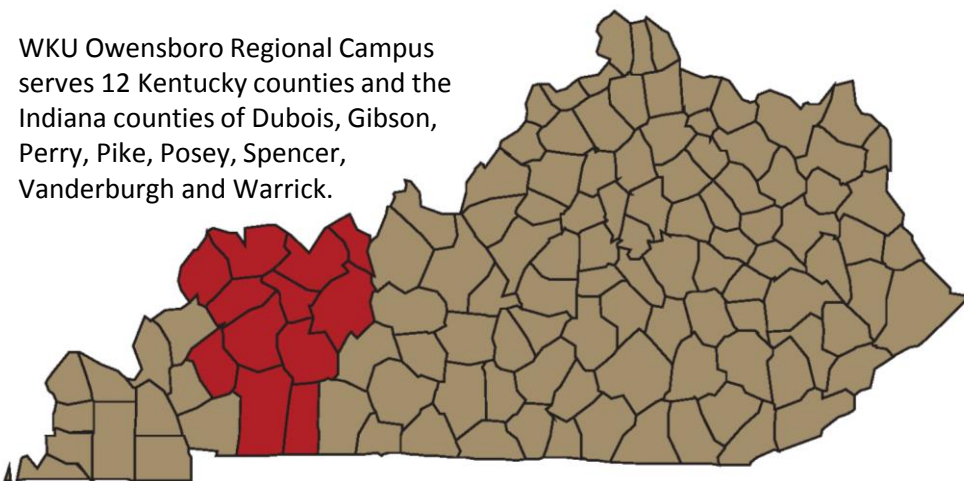 WKU Owensboro Regional Campus
serves 12 Kentucky counties and the
Indiana counties of Dubois, Gibson,
Perry, Pike, Posey, Spencer,
Vanderburgh and Warrick.